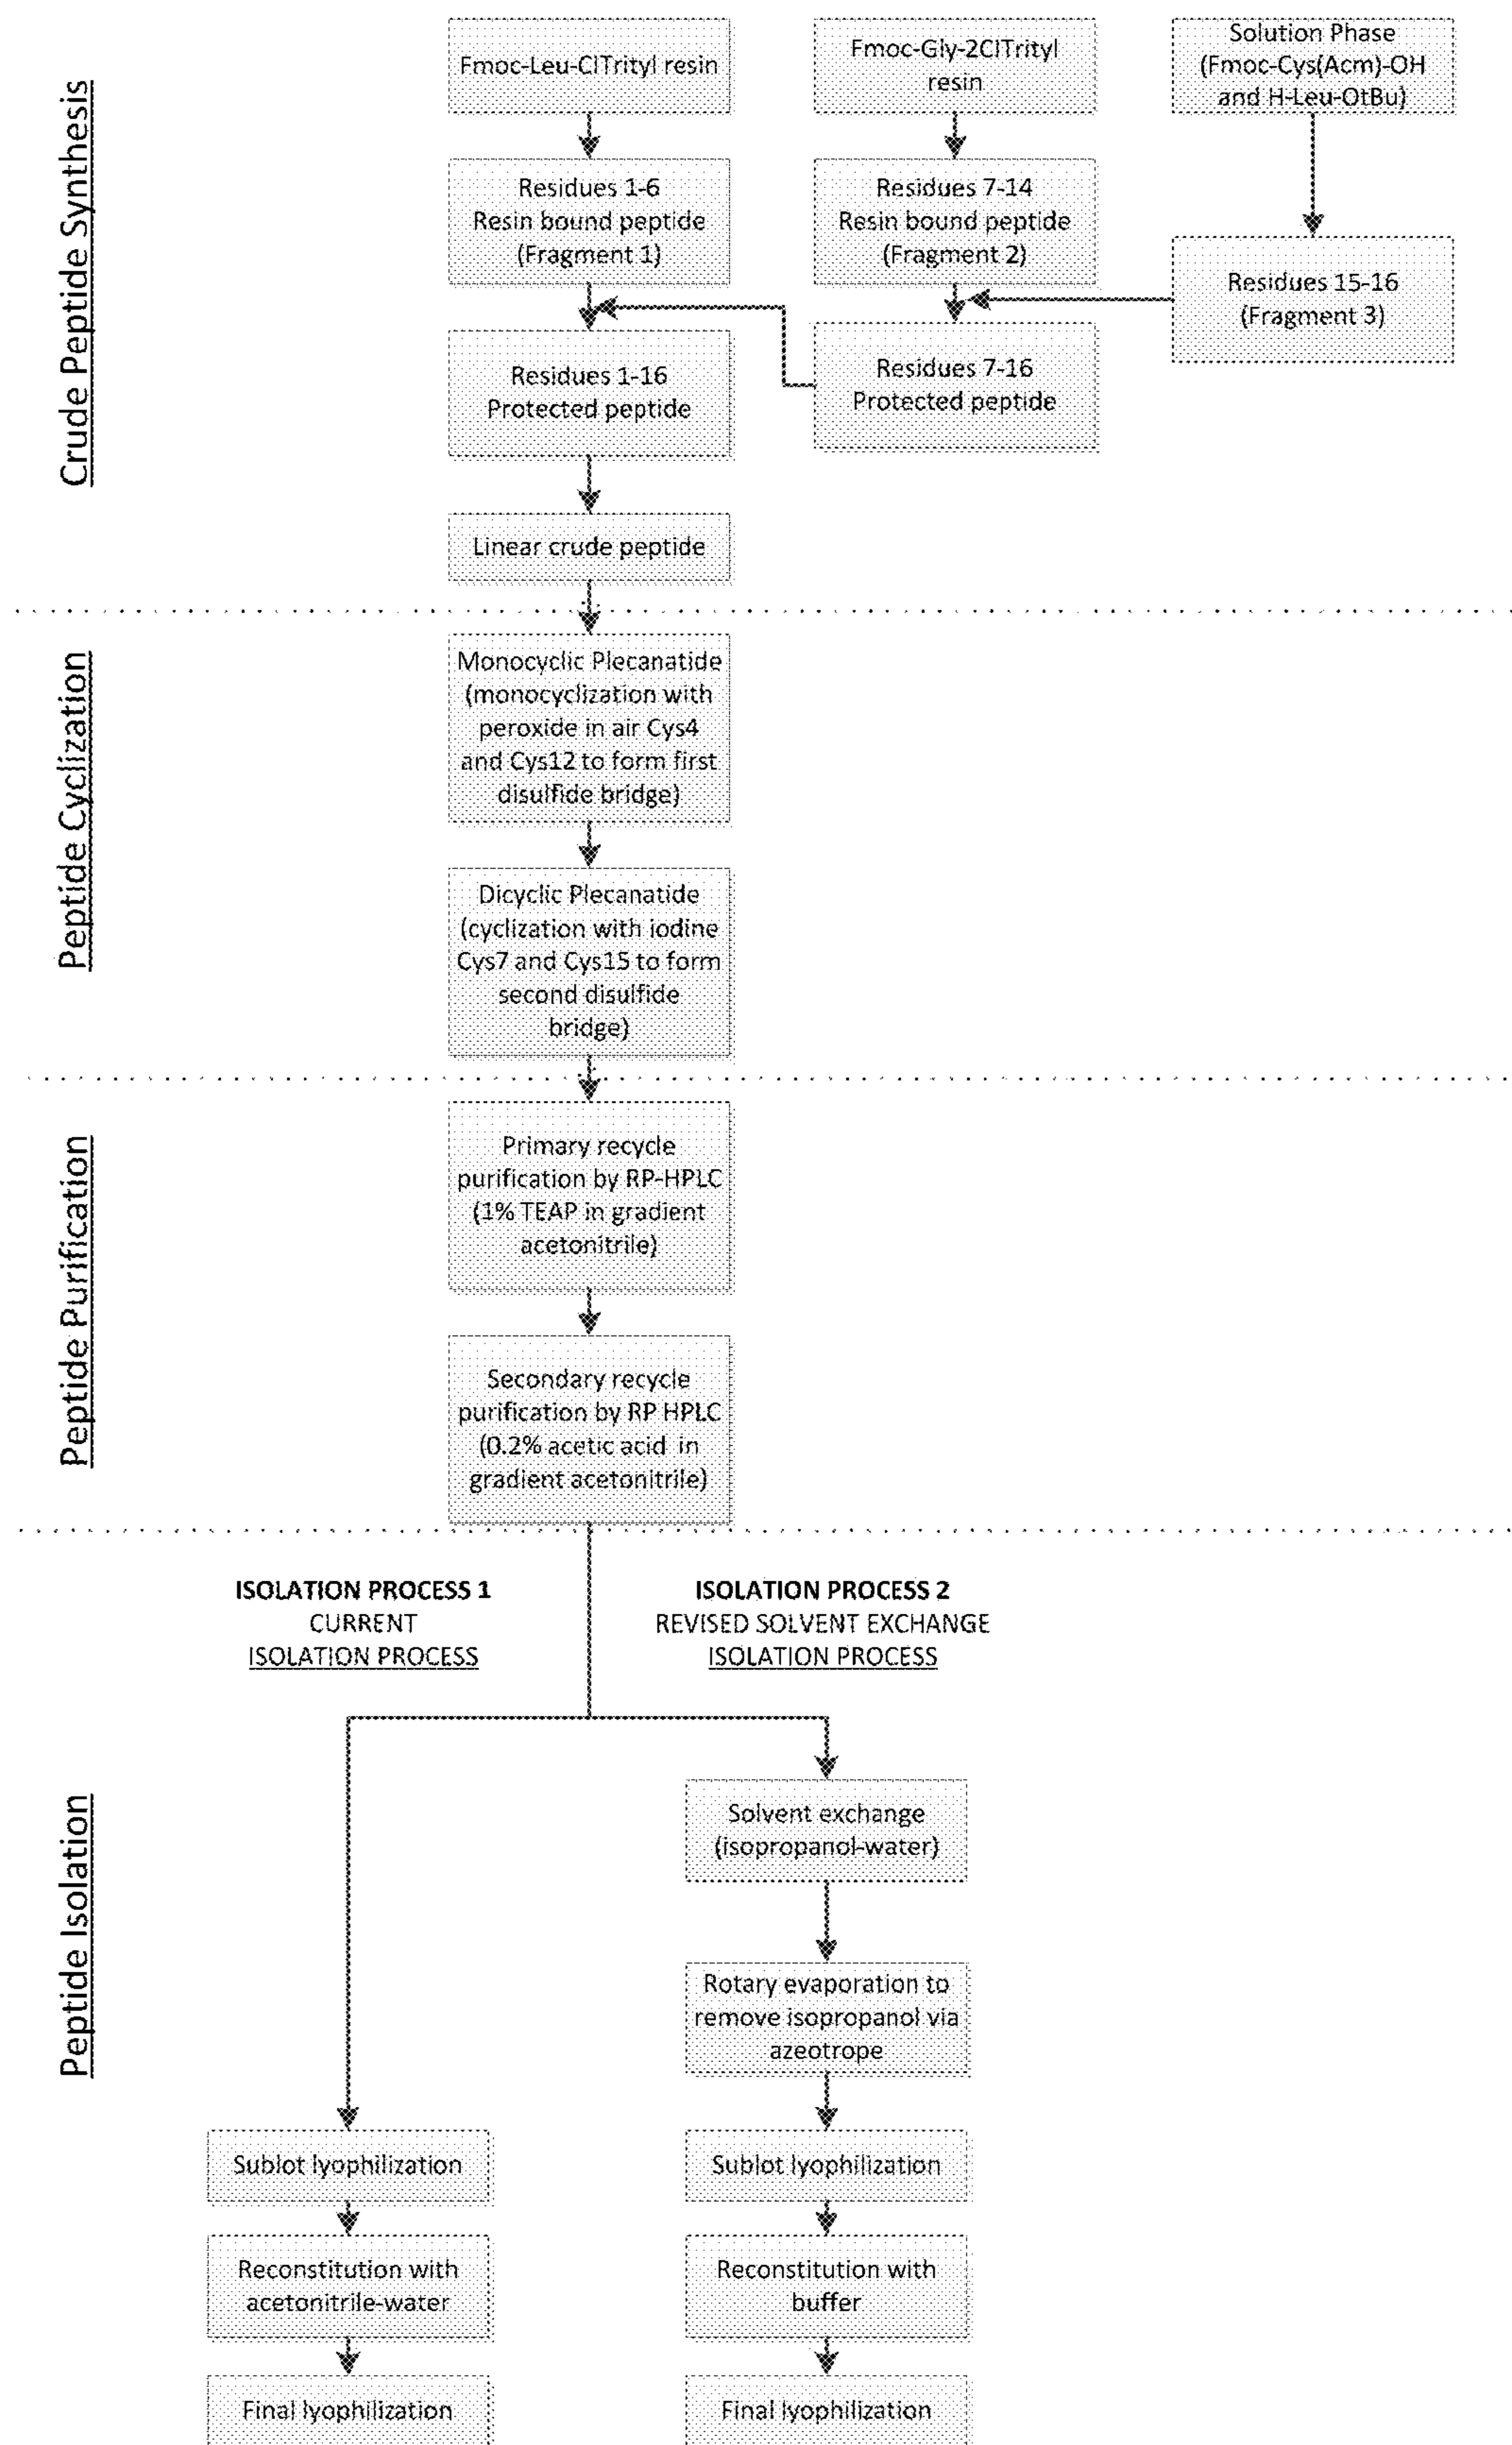 Crude Peptide Synthesis
Fmoc-Leu-ClTrityl resin
Fmoc-Gly-2ClTrityl
resin
Solution Phase
(Fmoc-Cys(Acm)-OH
and H-Leu-OtBu)
Residues 1-6
Resin bound peptide
(Fragment 1)
Residues 7-14
Resin bound peptide
(Fragment 2)
Residues 15-16
(Fragment 3)
Residues 1-16
Protected peptide
Residues 7-16
Protected peptide
Linear crude peptide
Peptide Cyclization
Monocyclic Plecanatide
(monocyclization with
peroxide in air Cys4
and Cys12 to form first
disulfide bridge)
Dicyclic Plecanatide
(cyclization with iodine
Cys7 and Cys15 to form
second disulfide
bridge)
Peptide Purification
Primary recycle
purification by RP-HPLC
(1% TEAP in gradient
acetonitrile)
Secondary recycle
purification by RP HPLC
(0.2% acetic acid in
gradient acetonitrile)
Peptide Isolation
ISOLATION PROCESS 1
CURRENT
ISOLATION PROCESS
ISOLATION PROCESS 2
REVISED SOLVENT EXCHANGE
ISOLATION PROCESS
Solvent exchange
(isopropanol-water)
Rotary evaporation to
remove isopropanol via
azeotrope
Sublot lyophilization
Sublot lyophilization
Reconstitution with
acetonitrile-water
Reconstitution with
buffer
Final lyophilization
Final lyophilization